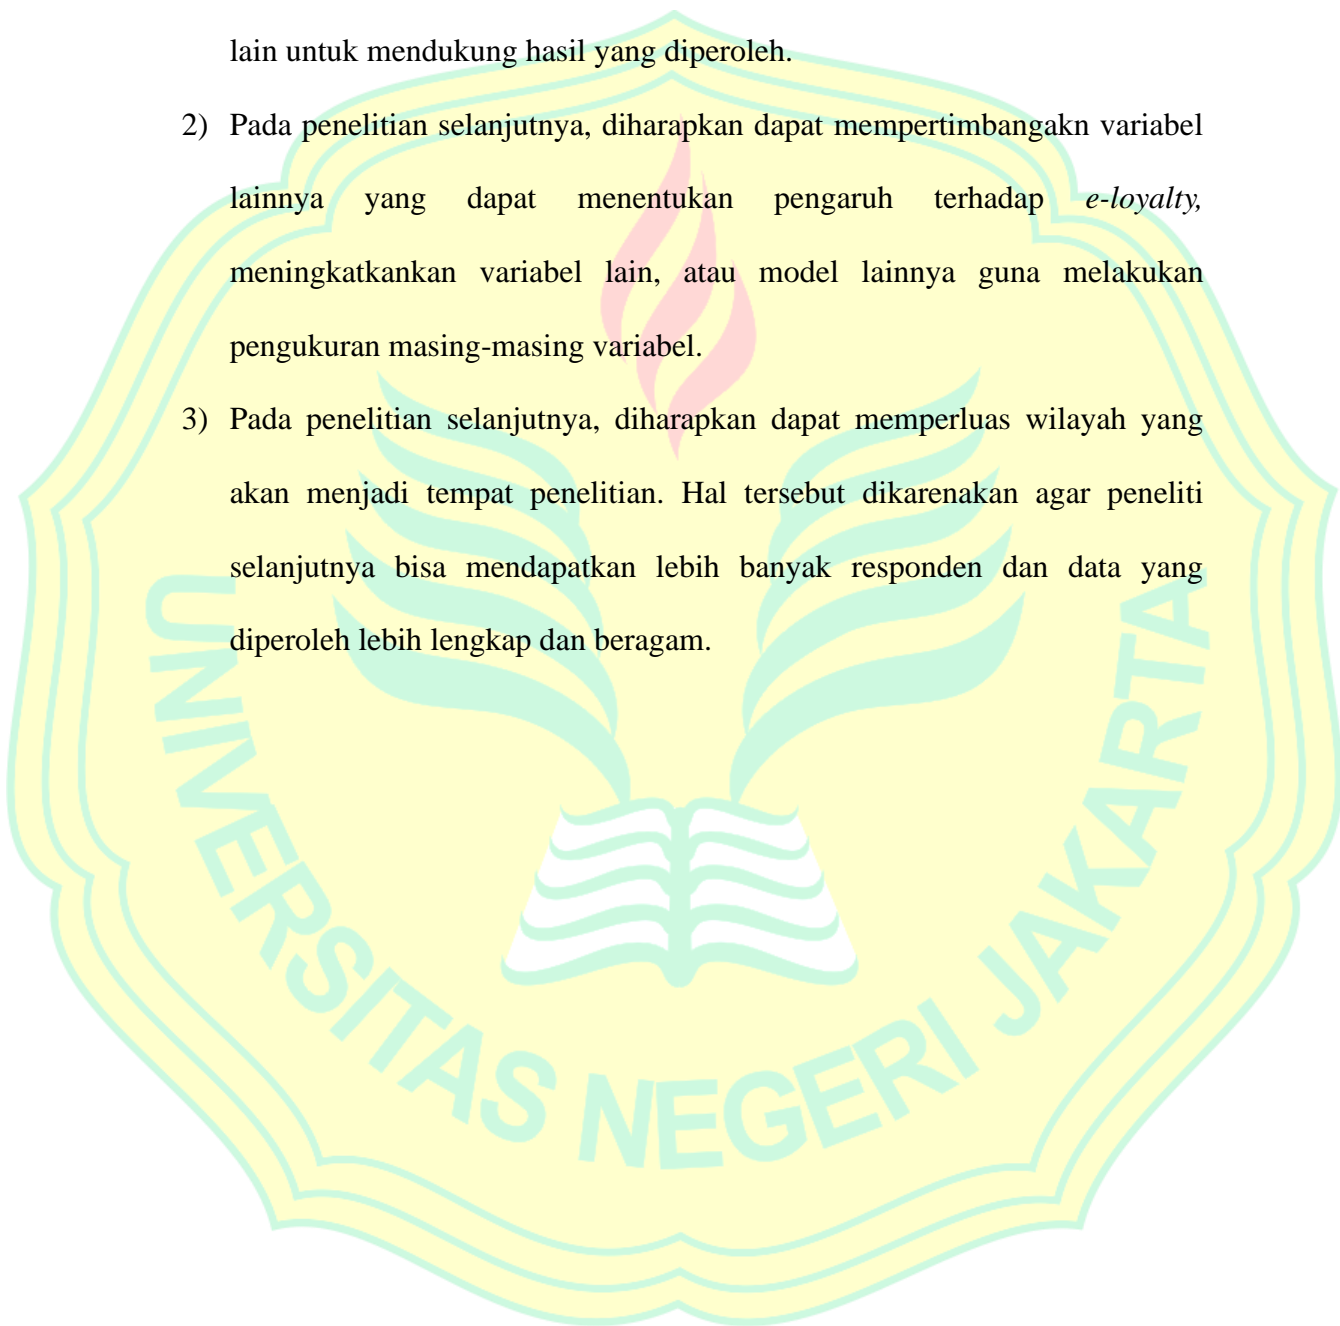 lain untuk mendukung hasil yang diperoleh.
2) Pada penelitian selanjutnya, diharapkan dapat mempertimbangakn variabel
lainnya yang dapat menentukan pengaruh terhadap e-loyalty,
meningkatkankan variabel lain, atau model lainnya guna melakukan
pengukuran masing-masing variabel.
3) Pada penelitian selanjutnya, diharapkan dapat memperluas wilayah yang
akan menjadi tempat penelitian. Hal tersebut dikarenakan agar peneliti
selanjutnya bisa mendapatkan lebih banyak responden dan data yang
diperoleh lebih lengkap dan beragam.
UNIVERSITAS NEGERI JAKARTA